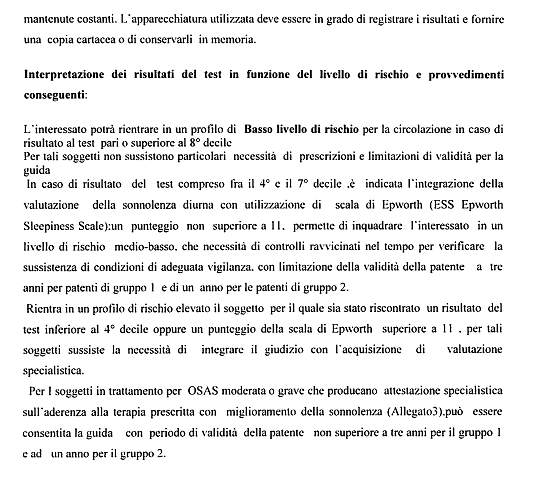 mantenute costanti. L'apparecchiatura utilizzata deve essere in grado di registrare i risultati e fornire
una copia cartacea o di conservarli in memoria.
Interpretazione dei risultati del test in funzione del livello di rischio e provvedimenti
conseguenti:
L'interessato potrà rientrare in un profilo di Basso livello di rischio per la circolazione in caso di
risultato al test pari o superiore al 8° decile
Per tali soggetti non sussistono particolari necessità di prescrizioni e limitazioni di validità per la
guida
In caso di risultato del test compreso fra il 4° e il 7° decile ,è indicata l'integrazione della
valutazione della sonnolenza diurna con utilizzazione di scala di Epworth (ESS Epworth
Sleepiness Scale):un punteggio non superiore a 11, permette di inquadrare l'interessato in un
livello di rischio medio-basso, che necessità di controlli ravvicinati nel tempo per verificare la
sussistenza di condizioni di adeguata vigilanza, con limitazione della validità della patente a tre
anni per patenti di gruppo 1 e di un anno per le patenti di gruppo 2.
Rientra in un profilo di rischio elevato il soggetto per il quale sia stato riscontrato un risultato del
test inferiore al 4° decile oppure un punteggio della scala di Epworth superiore a 11 , per tali
soggetti sussiste la necessità di integrare il giudizio con l'acquisizione di valutazione
specialistica.
Per I soggetti in trattamento per OSAS moderata o grave che producano attestazione specialistica
sull'aderenza alla terapia prescritta con miglioramento della sonnolenza (Allegato3),può essere
consentita la guida con periodo di validità della patente non superiore a tre anni per il gruppo 1
e ad un anno per il gruppo 2.